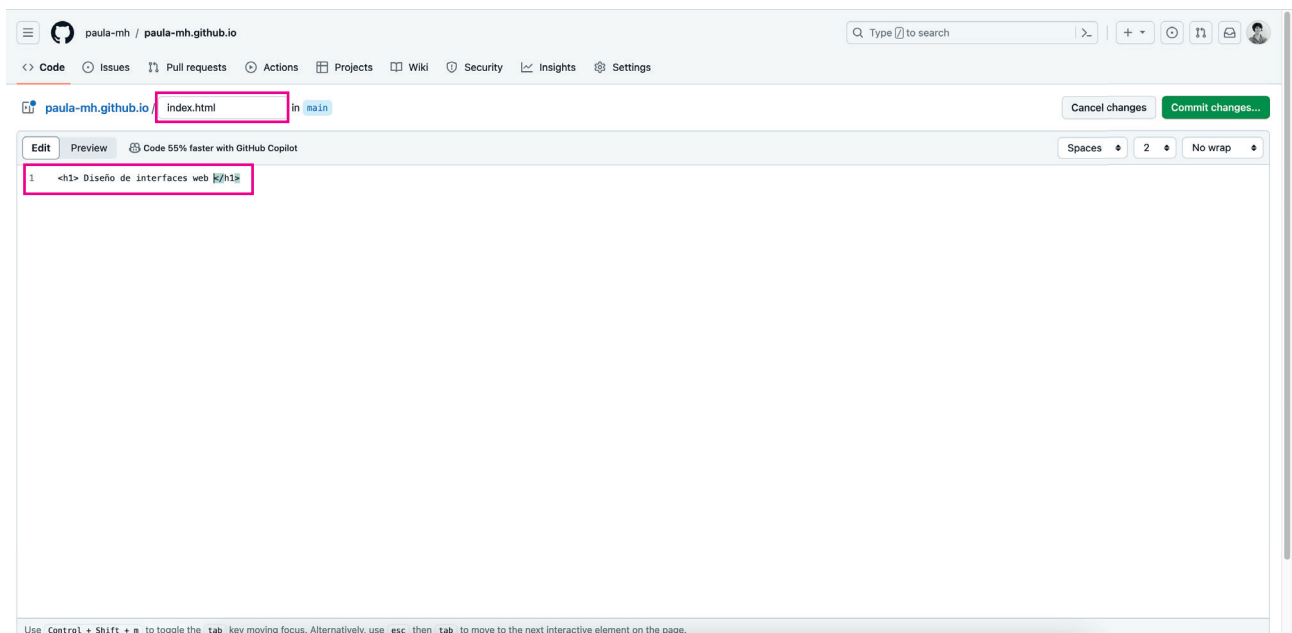 paula-mh / paula-mh.github.io
Type / to search
Code Issues Pull requests Actions Projects Wiki Security Insights Settings
paula-mh.github.io / index.html in main
Cancel changes Commit changes...
Edit Preview Code 55% faster with GitHub Copilot
Spaces 2 No wrap
1 <h1> Diseño de interfaces web </h1>
Use Control + Shift + m to toggle the tab key moving focus. Alternatively, use esc then tab to move to the next interactive element on the page.